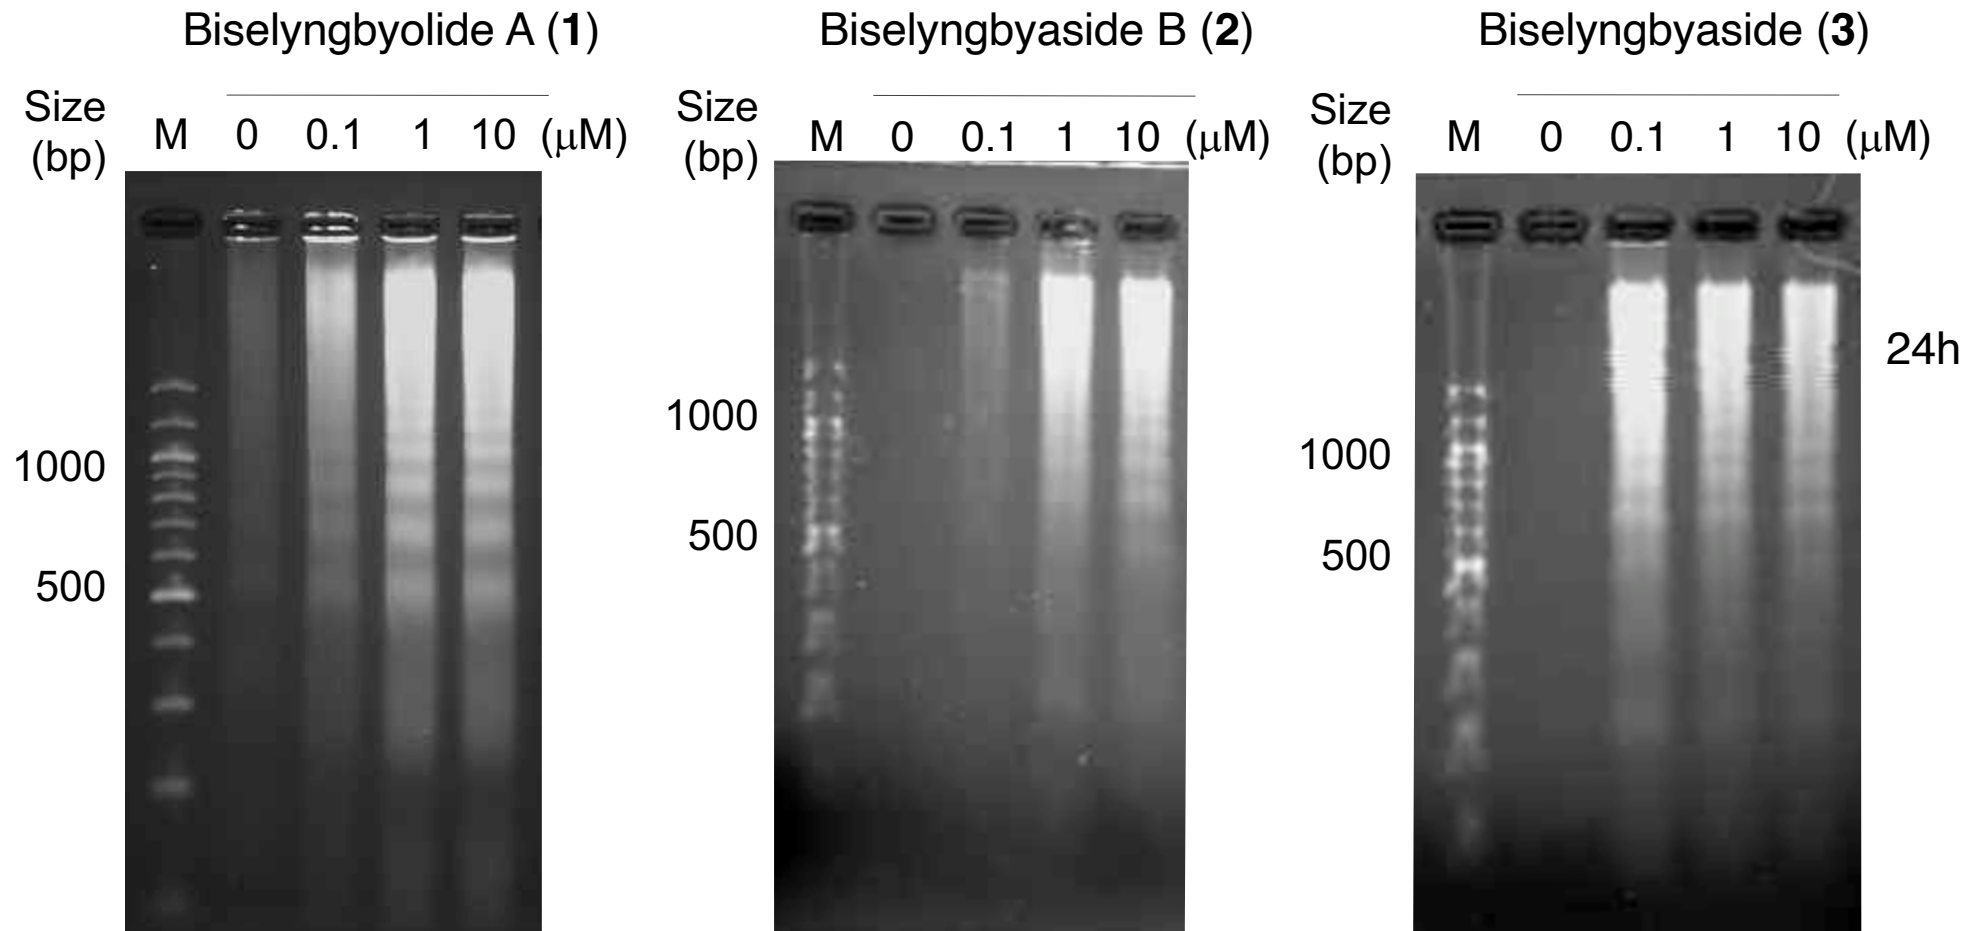 Biselyngbyolide A (1)
Size
(bp)
M 0 0.1 1 10 (μM)
1000
500
Biselyngbyaside B (2)
Size
(bp)
M 0 0.1 1 10 (μM)
1000
500
Biselyngbyaside (3)
Size
(bp)
M 0 0.1 1 10 (μM)
1000
500
24h